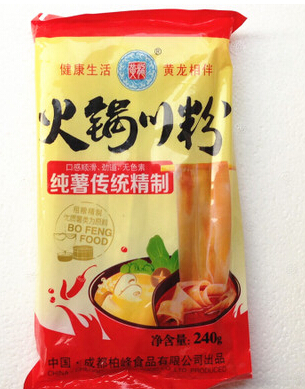 健康生活 黄龙相伴
®
火锅川粉
口感顺滑、劲道·无色素
纯薯传统精制
BO FENG
FOOD
净含量:240g
中国·成都柏峰食品有限公司出品